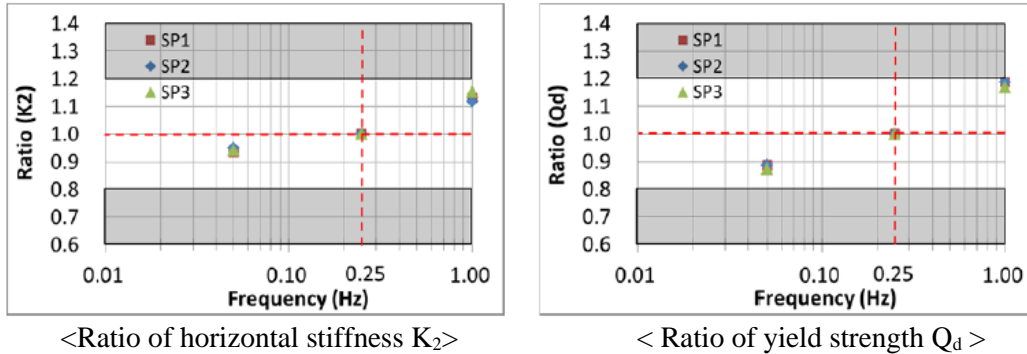 1.4
1.3
1.2
1.1
1.0
0.9
0.8
0.7
0.6
Ratio (K2)
SP1
SP2
SP3
0.01 0.10 0.25 1.00
Frequency (Hz)
<Ratio of horizontal stiffness K2>
1.4
1.3
1.2
1.1
1.0
0.9
0.8
0.7
0.6
Ratio (Qd)
SP1
SP2
SP3
0.01 0.10 0.25 1.00
Frequency (Hz)
< Ratio of yield strength Qd >